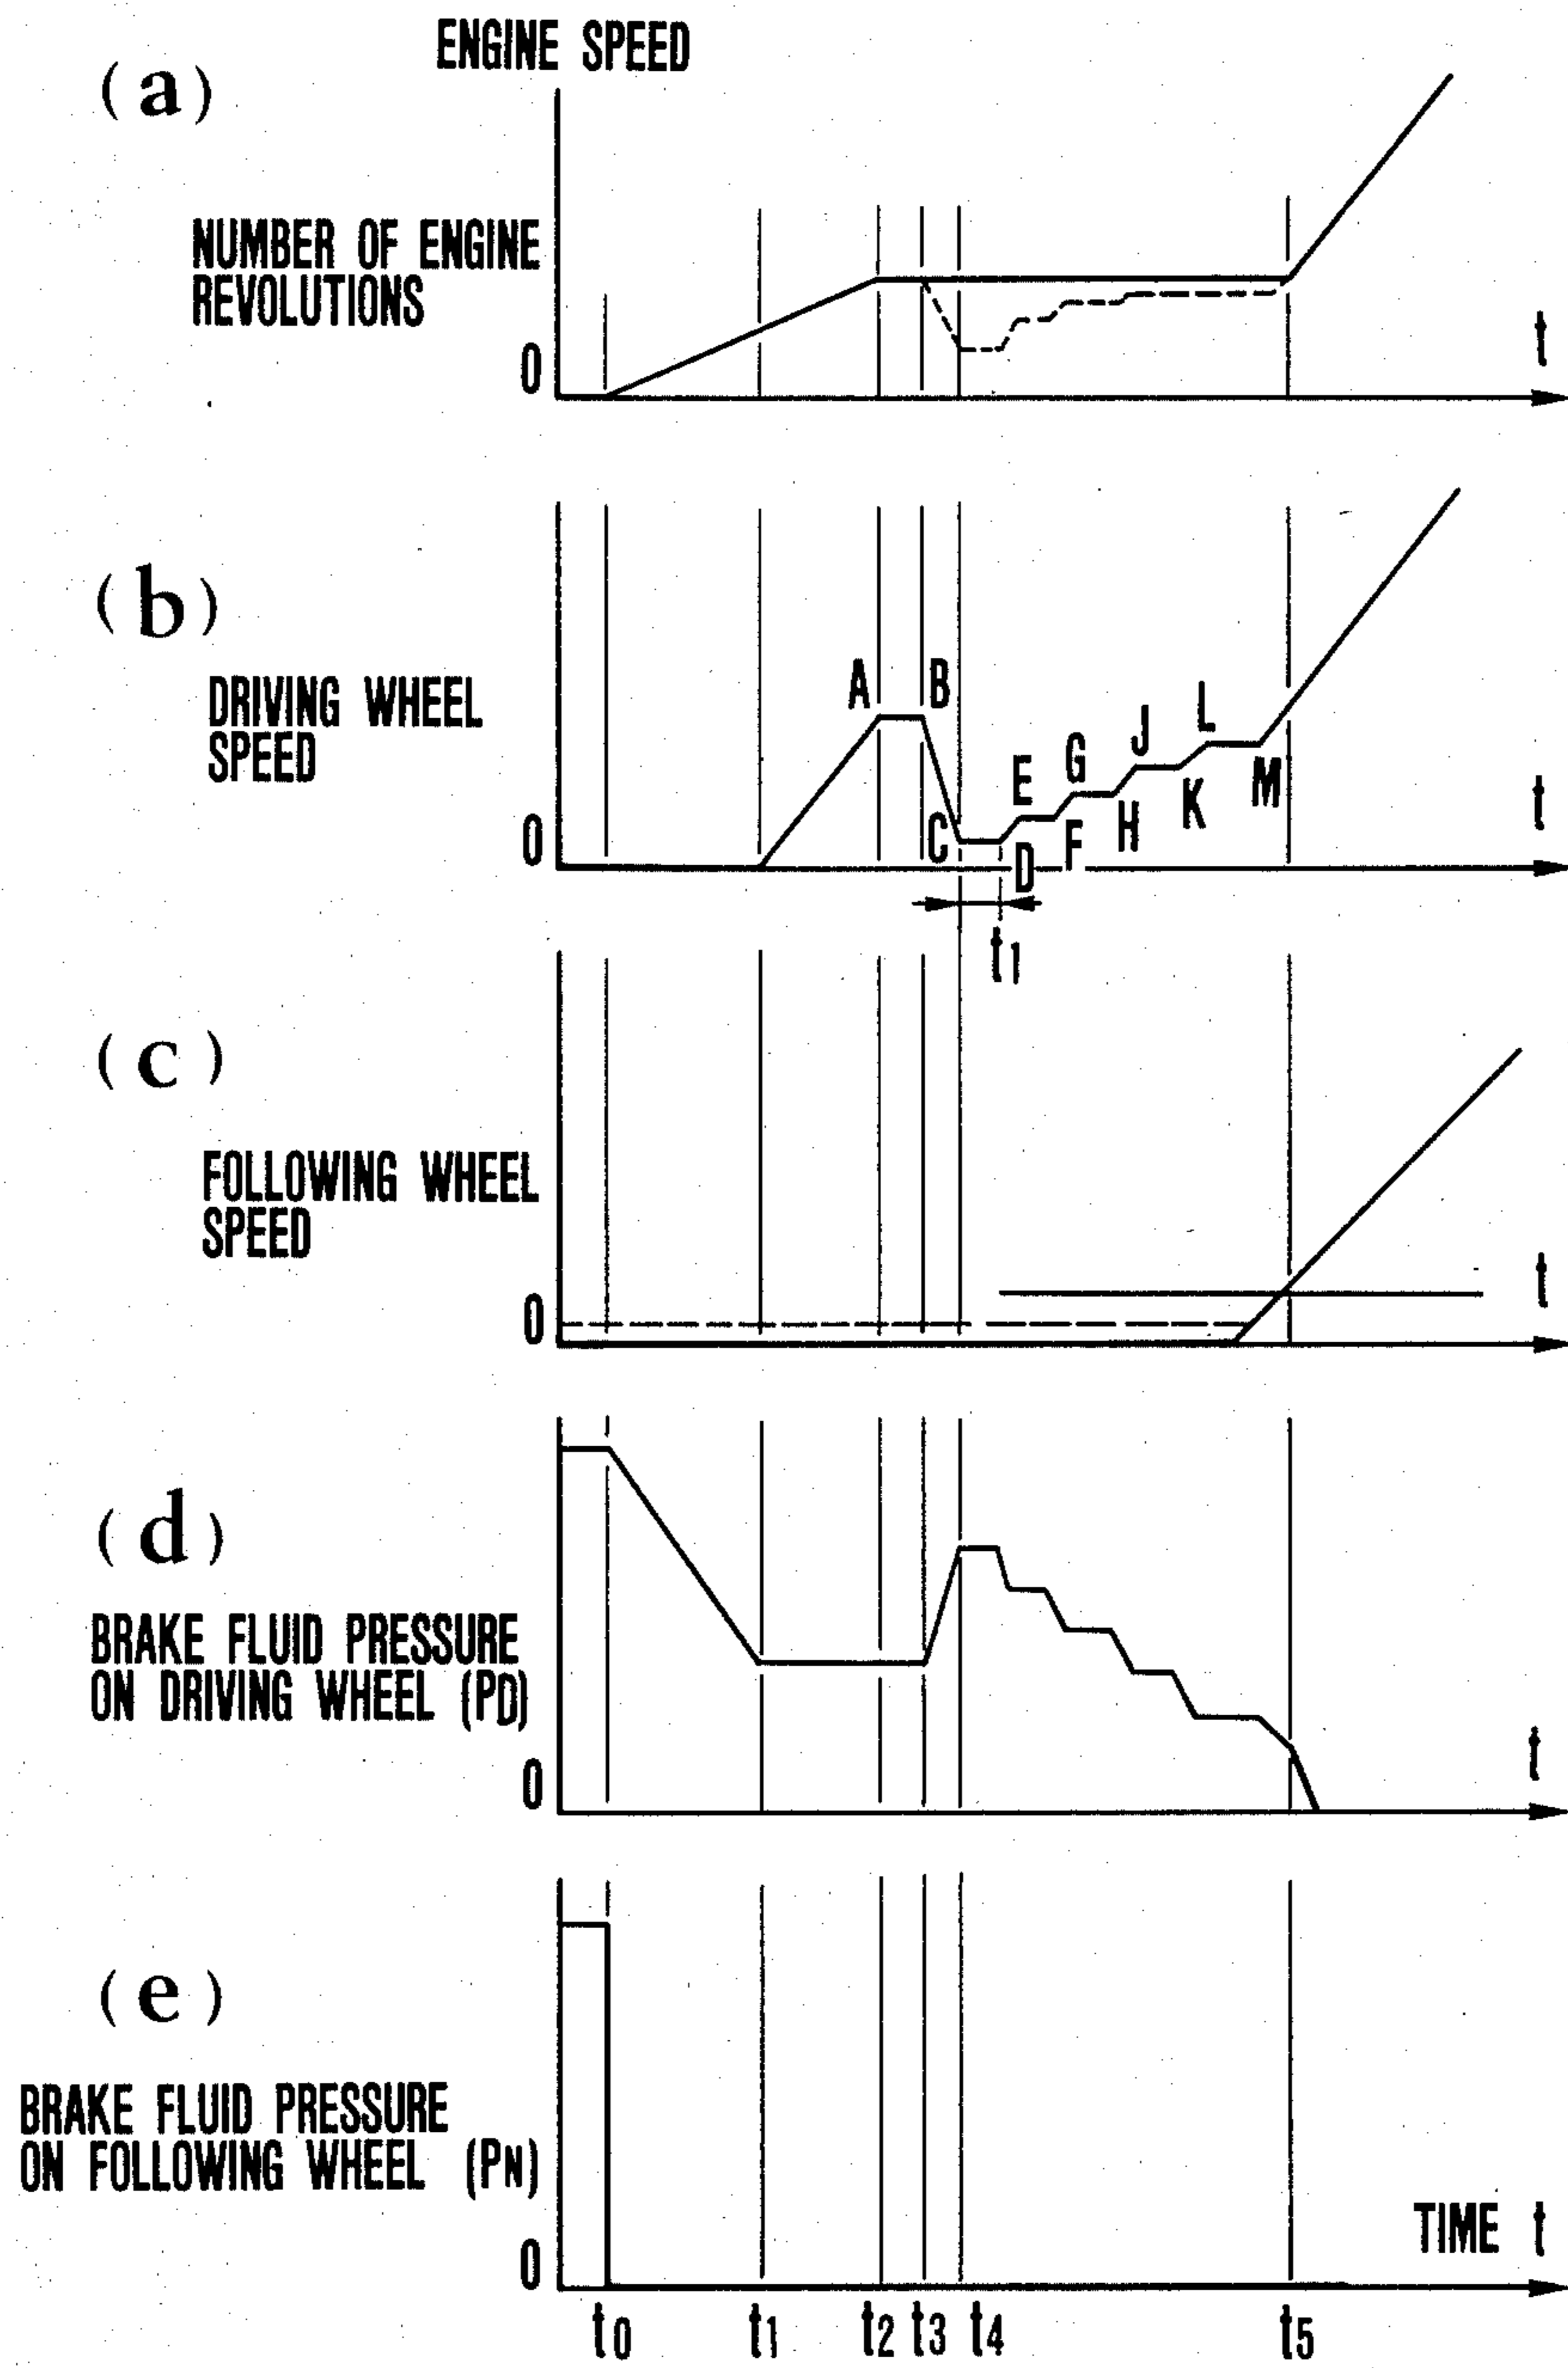 ENGINE SPEED
(a)
NUMBER OF ENGINE
REVOLUTIONS
0
t
(b)
DRIVING WHEEL
SPEED
A
B
C
D
E
F
G
H
J
K
L
M
0
t
t1
(c)
FOLLOWING WHEEL
SPEED
0
t
(d)
BRAKE FLUID PRESSURE
ON DRIVING WHEEL (PD)
0
t
(e)
BRAKE FLUID PRESSURE
ON FOLLOWING WHEEL (PN)
0
TIME t
t0 t1 t2 t3 t4 t5